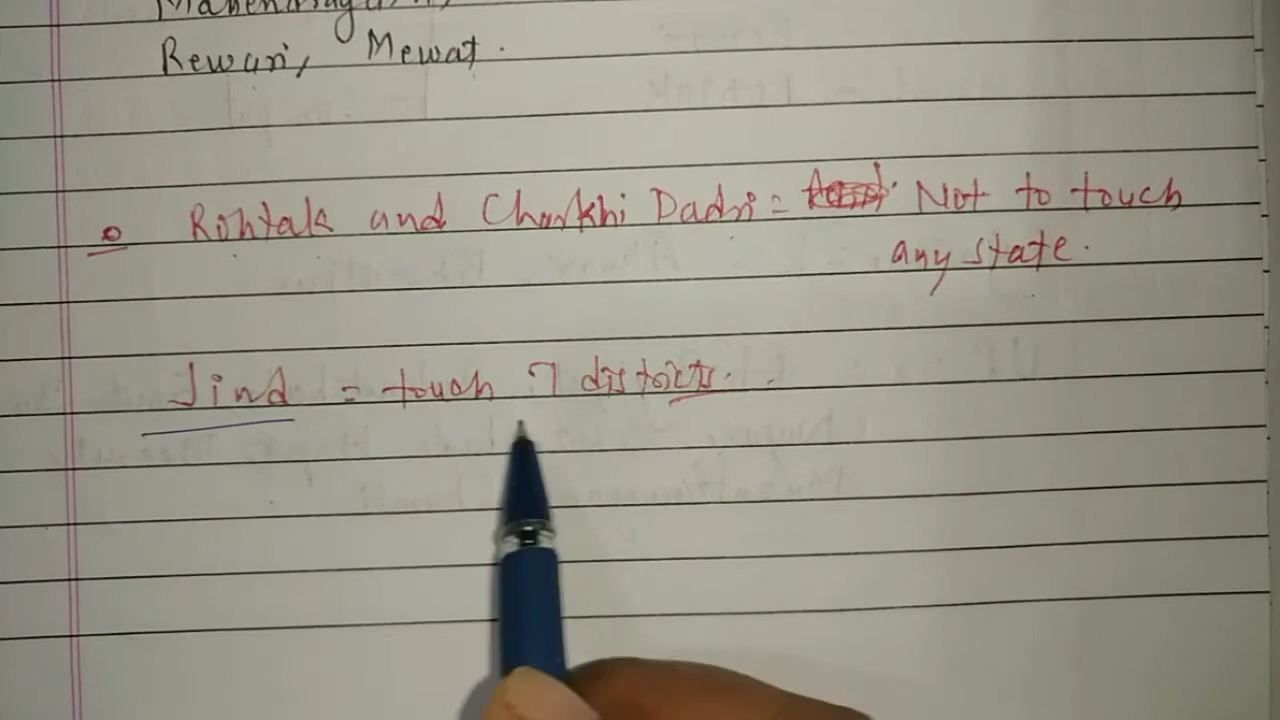 Rewari, Mewat.
Rohtak and Charkhi Dadri = Not to touch
any state.
Jind = touch 7 districts.